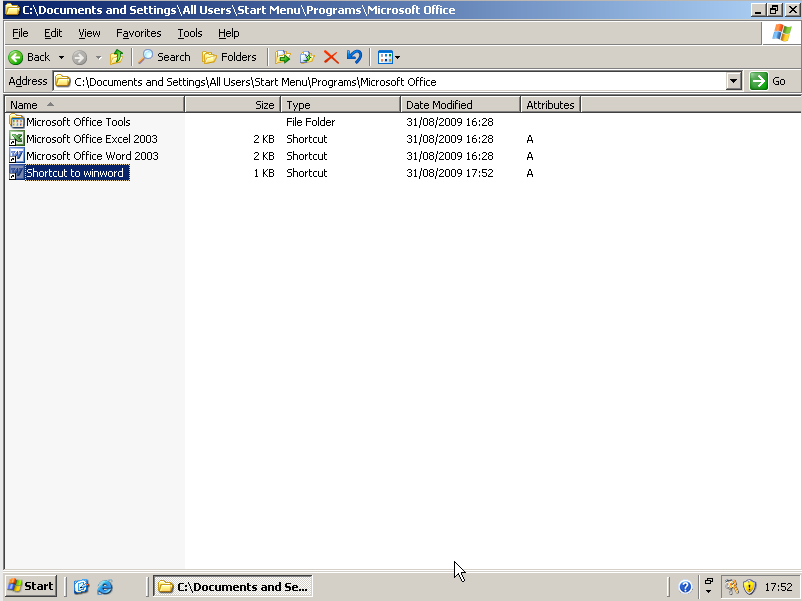 C:\Documents and Settings\All Users\Start Menu\Programs\Microsoft Office
File Edit View Favorites Tools Help
Back Search Folders
Address C:\Documents and Settings\All Users\Start Menu\Programs\Microsoft Office Go
Name Size Type Date Modified Attributes
Microsoft Office Tools File Folder 31/08/2009 16:28
Microsoft Office Excel 2003 2 KB Shortcut 31/08/2009 16:28 A
Microsoft Office Word 2003 2 KB Shortcut 31/08/2009 16:28 A
Shortcut to winword 1 KB Shortcut 31/08/2009 17:52 A
Start C:\Documents and Se... 17:52